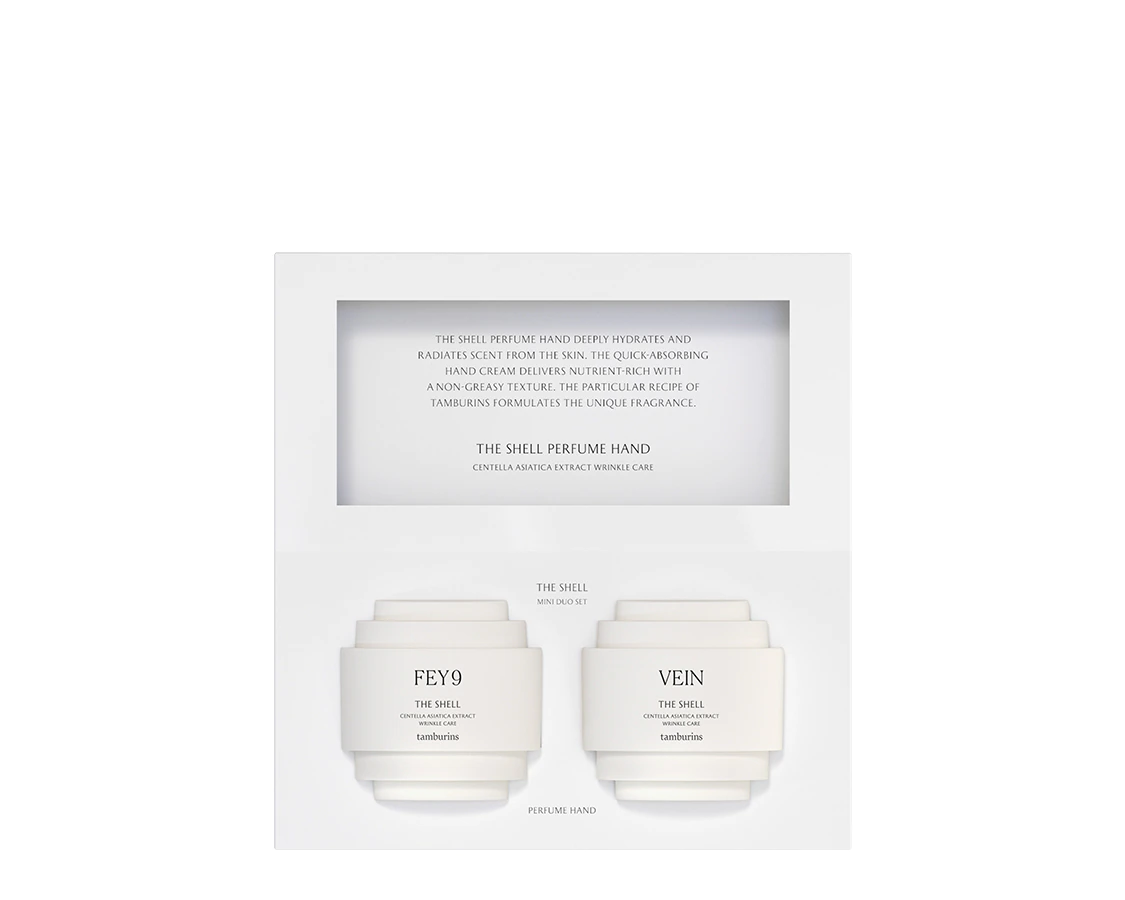 THE SHELL PERFUME HAND DEEPLY HYDRATES AND
RADIATES SCENT FROM THE SKIN. THE QUICK-ABSORBING
HAND CREAM DELIVERS NUTRIENT-RICH WITH
A NON-GREASY TEXTURE. THE PARTICULAR RECIPE OF
TAMBURINS FORMULATES THE UNIQUE FRAGRANCE.
THE SHELL PERFUME HAND
CENTELLA ASIATICA EXTRACT WRINKLE CARE
THE SHELL
MINI DUO SET
FEY9
THE SHELL
CENTELLA ASIATICA EXTRACT
WRINKLE CARE
tamburins
VEIN
THE SHELL
CENTELLA ASIATICA EXTRACT
WRINKLE CARE
tamburins
PERFUME HAND